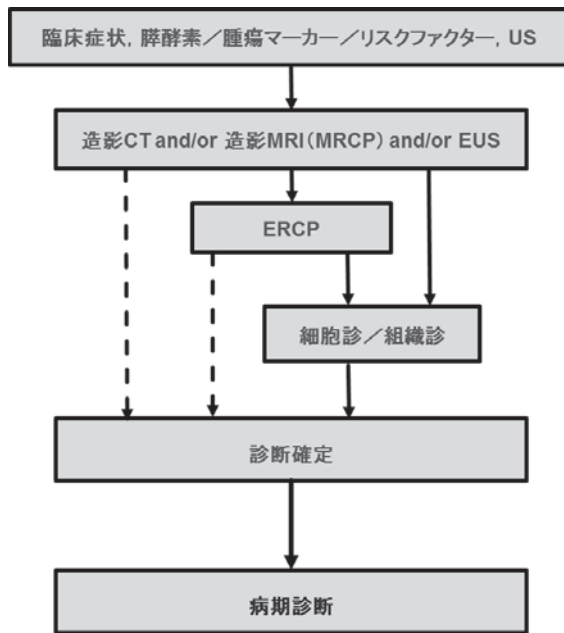 臨床症状, 膵酵素／腫瘍マーカー／リスクファクター, US
造影CT and/or 造影MRI（MRCP） and/or EUS
ERCP
細胞診／組織診
診断確定
病期診断